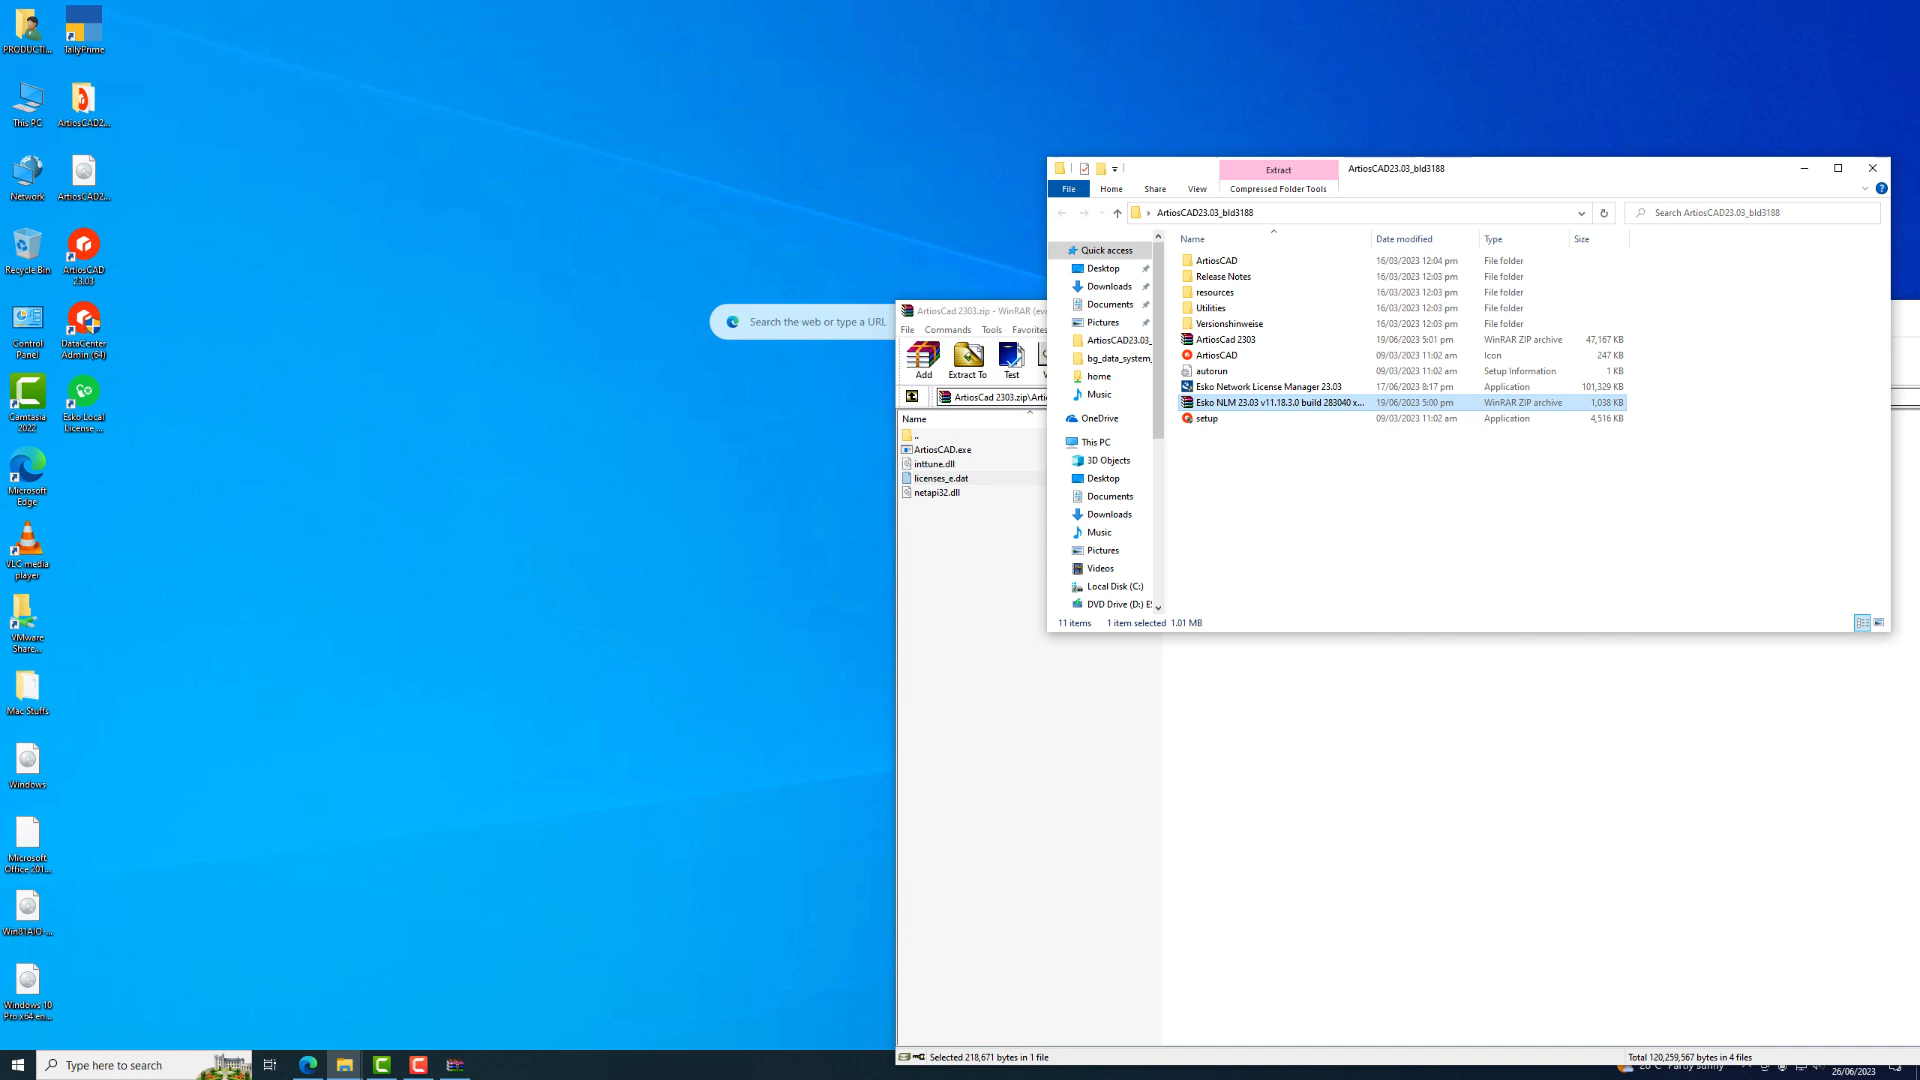 PRODUCTI...
TallyPrime
This PC
ArtiosCAD2...
Network
ArtiosCAD2...
Recycle Bin
ArtiosCAD
23.03
Control
Panel
DataCenter
Admin (64)
Camtasia
2022
Esko Local
License ...
Microsoft
Edge
VLC media
player
VMware
Share...
Mac Stuffs
Windows
Microsoft
Office 201...
Win81AIO-...
Windows 10
Pro x64 en...
Search the web or type a URL
ArtiosCad 2303.zip - WinRAR (eva
File Commands Tools Favorites
Add Extract To Test
ArtiosCad 2303.zip\Arti
Name
..
ArtiosCAD.exe
inttune.dll
licenses_e.dat
netapi32.dll
Selected 218,671 bytes in 1 file
Total 120,259,567 bytes in 4 files
Extract
ArtiosCAD23.03_bld3188
File Home Share View Compressed Folder Tools
ArtiosCAD23.03_bld3188
Search ArtiosCAD23.03_bld3188
Quick access
Desktop
Downloads
Documents
Pictures
ArtiosCAD23.03_
bg_data_system_
home
Music
OneDrive
This PC
3D Objects
Desktop
Documents
Downloads
Music
Pictures
Videos
Local Disk (C:)
DVD Drive (D:) ES
Name Date modified Type Size
ArtiosCAD 16/03/2023 12:04 pm File folder
Release Notes 16/03/2023 12:03 pm File folder
resources 16/03/2023 12:03 pm File folder
Utilities 16/03/2023 12:03 pm File folder
Versionshinweise 16/03/2023 12:03 pm File folder
ArtiosCad 2303 19/06/2023 5:01 pm WinRAR ZIP archive 47,167 KB
ArtiosCAD 09/03/2023 11:02 am Icon 247 KB
autorun 09/03/2023 11:02 am Setup Information 1 KB
Esko Network License Manager 23.03 17/06/2023 8:17 pm Application 101,329 KB
Esko NLM 23.03 v11.18.3.0 build 283040 x... 19/06/2023 5:00 pm WinRAR ZIP archive 1,038 KB
setup 09/03/2023 11:02 am Application 4,516 KB
11 items 1 item selected 1.01 MB
Type here to search
28°C Partly sunny
26/06/2023